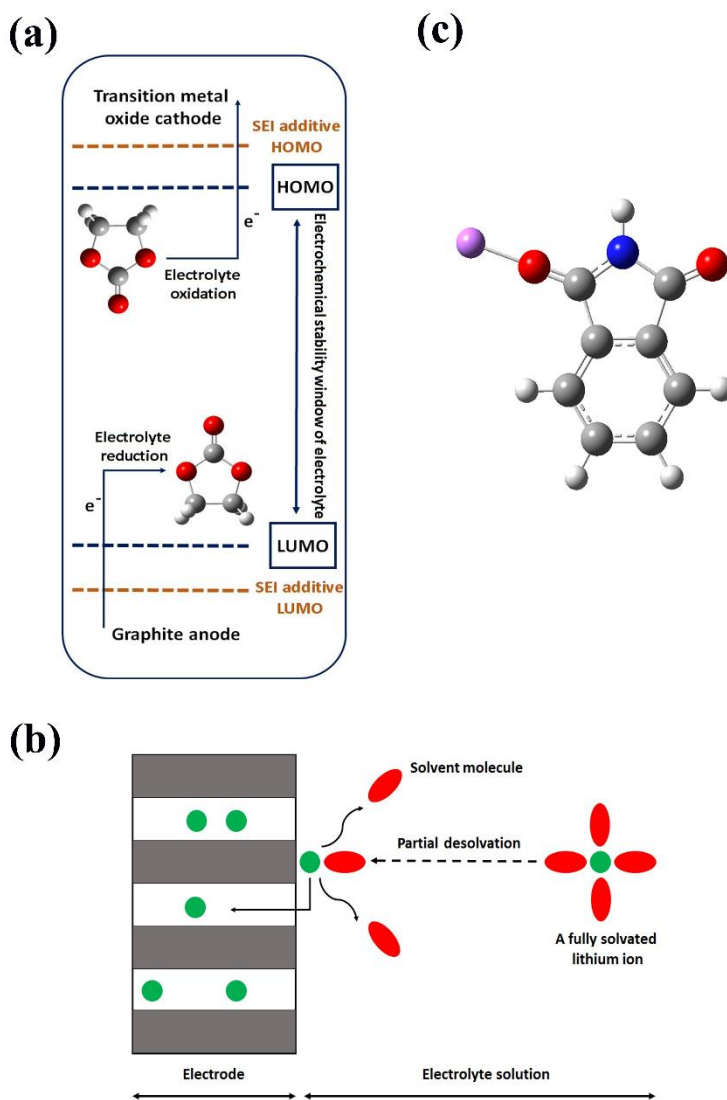 (a)
Transition metal
oxide cathode
SEI additive
HOMO
HOMO
e-
Electrolyte
oxidation
Electrochemical stability window of electrolyte
Electrolyte
reduction
e-
LUMO
SEI additive
LUMO
Graphite anode
(c)
(b)
Solvent molecule
Partial desolvation
A fully solvated
lithium ion
Electrode
Electrolyte solution